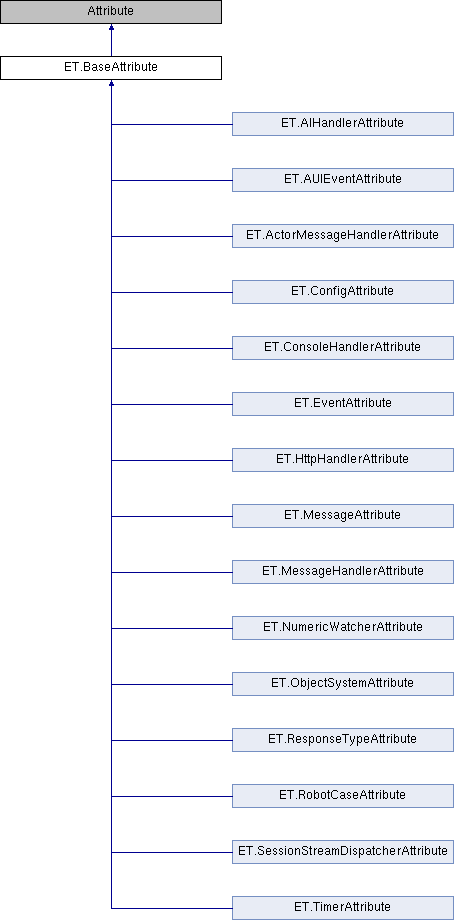 Attribute
ET.BaseAttribute
ET.AIHandlerAttribute
ET.AUIEventAttribute
ET.ActorMessageHandlerAttribute
ET.ConfigAttribute
ET.ConsoleHandlerAttribute
ET.EventAttribute
ET.HttpHandlerAttribute
ET.MessageAttribute
ET.MessageHandlerAttribute
ET.NumericWatcherAttribute
ET.ObjectSystemAttribute
ET.ResponseTypeAttribute
ET.RobotCaseAttribute
ET.SessionStreamDispatcherAttribute
ET.TimerAttribute